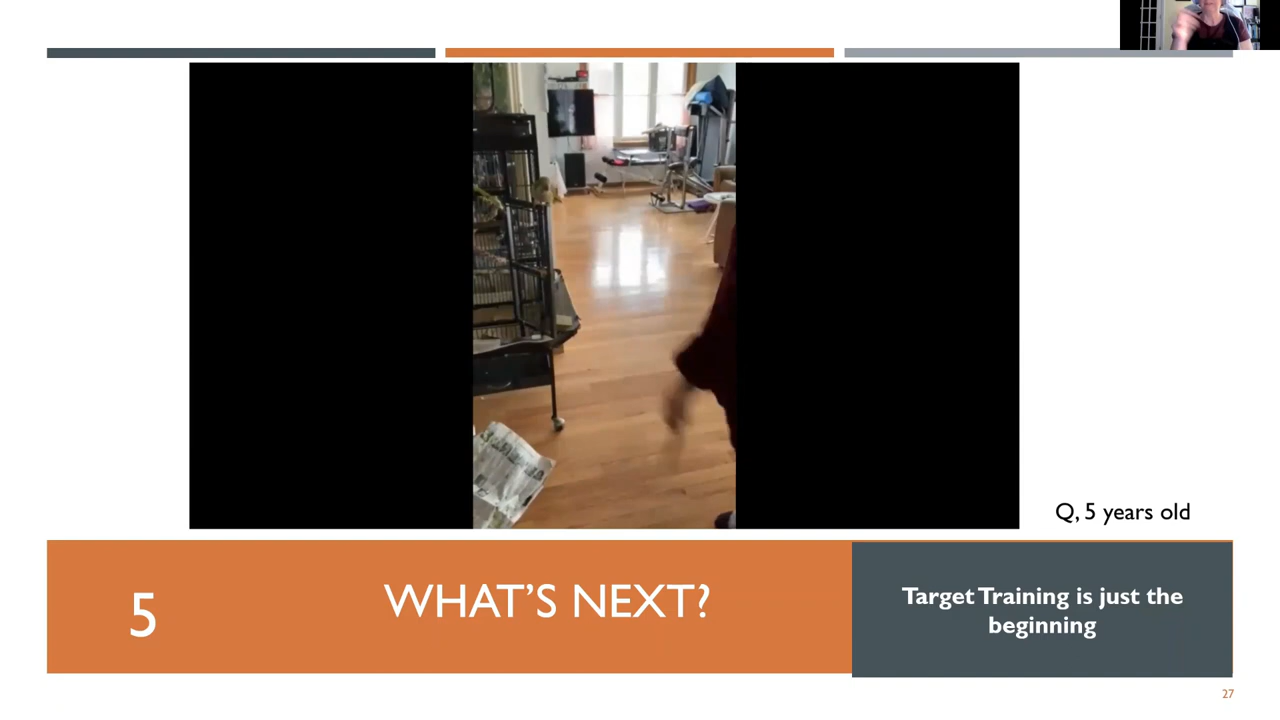 Q, 5 years old
5
WHAT'S NEXT?
Target Training is just the
beginning
27